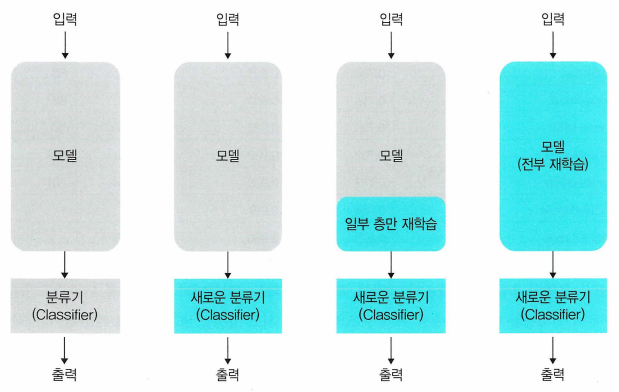 입력
모델
분류기
(Classifier)
출력
입력
모델
새로운 분류기
(Classifier)
출력
입력
모델
일부 층만 재학습
새로운 분류기
(Classifier)
출력
입력
모델
(전부 재학습)
새로운 분류기
(Classifier)
출력